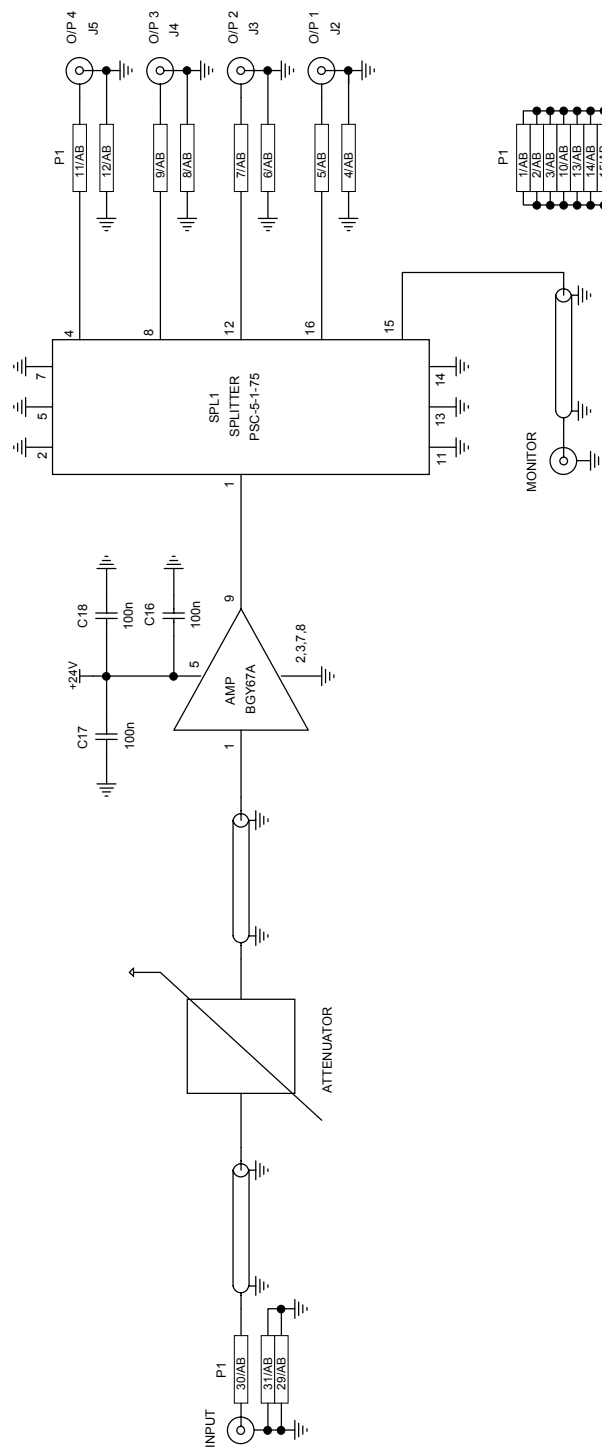 INPUT
P1
30/AB
31/AB
29/AB
ATTENUATOR
1
AMP
BGY67A
5
9
2,3,7,8
+24V
C17
100n
C18
100n
C16
100n
1
SPL1
SPLITTER
PSC-5-1-75
2
5
7
11
13
14
4
8
12
16
15
P1
11/AB
12/AB
O/P 4
J5
9/AB
8/AB
O/P 3
J4
7/AB
6/AB
O/P 2
J3
5/AB
4/AB
O/P 1
J2
MONITOR
P1
1/AB
2/AB
3/AB
10/AB
13/AB
14/AB
15/AB